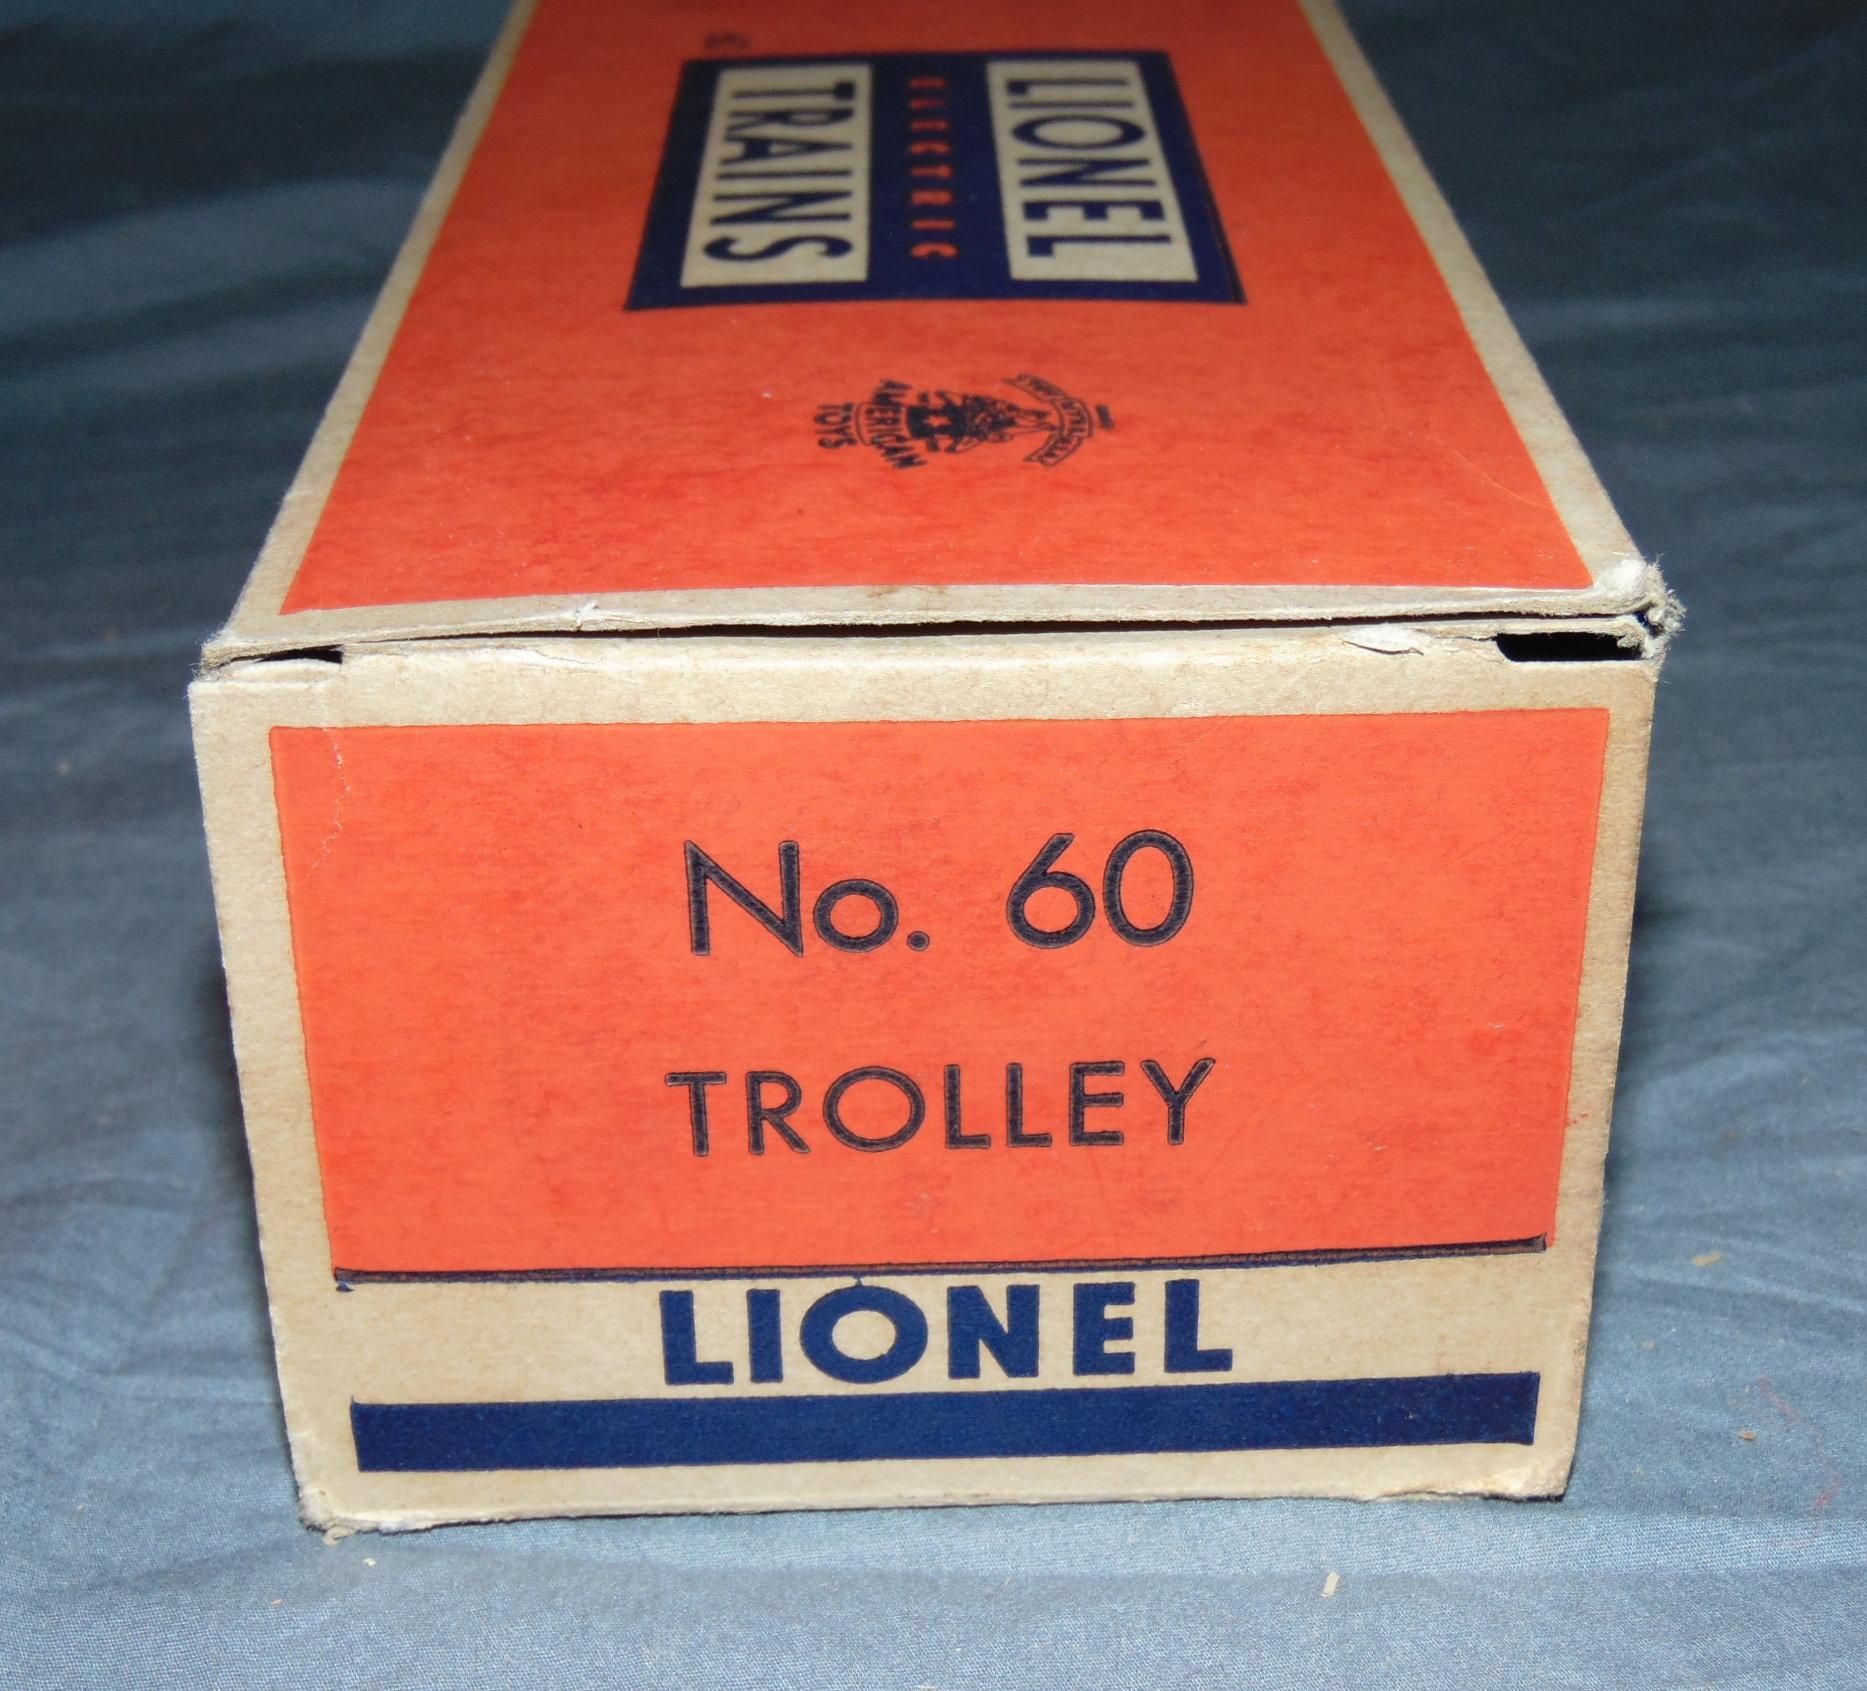 LIONEL
ELECTRIC
TRAINS
AMERICAN
TOYS
No. 60
TROLLEY
LIONEL